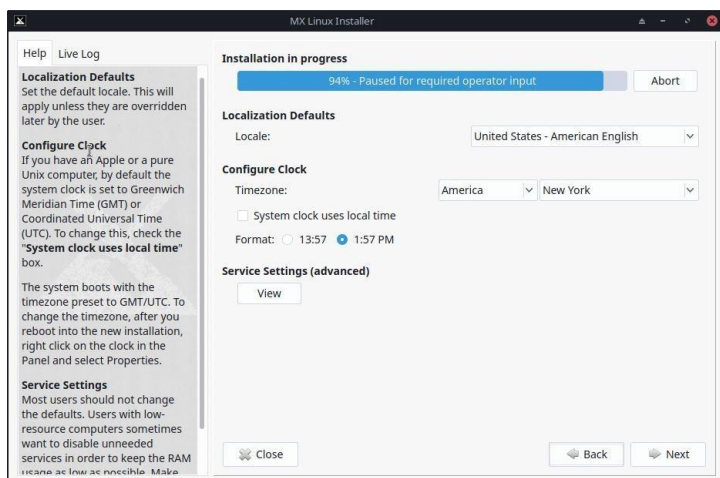 MX Linux Installer
Help
Live Log
Localization Defaults
Set the default locale. This will
apply unless they are overridden
later by the user.
Configure Clock
If you have an Apple or a pure
Unix computer, by default the
system clock is set to Greenwich
Meridian Time (GMT) or
Coordinated Universal Time
(UTC). To change this, check the
"System clock uses local time"
box.
The system boots with the
timezone preset to GMT/UTC. To
change the timezone, after you
reboot into the new installation,
right click on the clock in the
Panel and select Properties.
Service Settings
Most users should not change
the defaults. Users with low-
resource computers sometimes
want to disable unneeded
services in order to keep the RAM
usage as low as possible. Make
Installation in progress
94% - Paused for required operator input
Abort
Localization Defaults
Locale:
United States - American English
Configure Clock
Timezone:
America
New York
System clock uses local time
Format:
13:57
1:57 PM
Service Settings (advanced)
View
Close
Back
Next